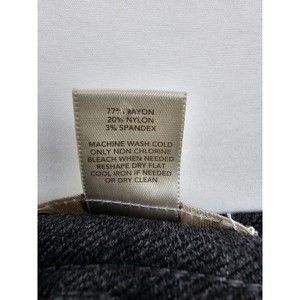 77% RAYON
20% NYLON
3% SPANDEX
MACHINE WASH COLD
ONLY NON CHLORINE
BLEACH WHEN NEEDED
RESHAPE DRY FLAT
COOL IRON IF NEEDED
OR DRY CLEAN